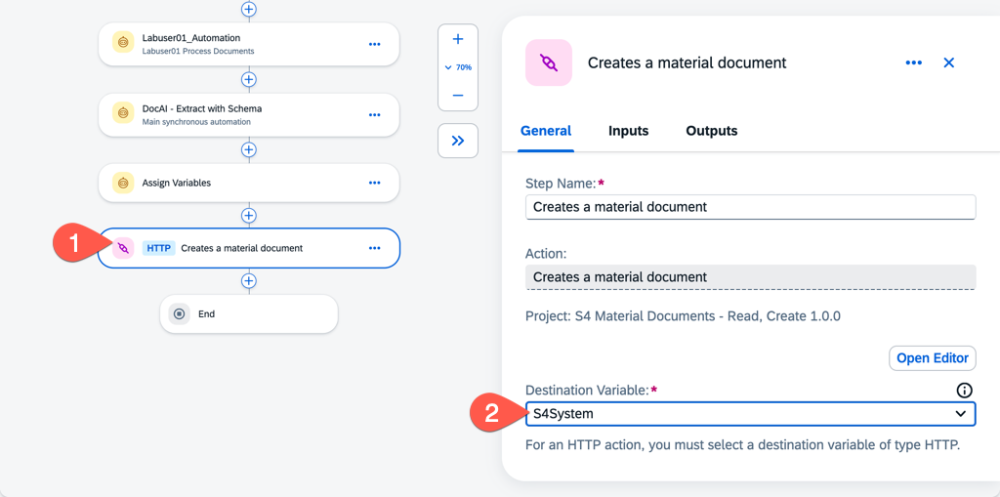 Labuser01_Automation
Labuser01 Process Documents
DocAI - Extract with Schema
Main synchronous automation
Assign Variables
1
HTTP Creates a material document
End
70%
Creates a material document
General Inputs Outputs
Step Name:*
Creates a material document
Action:
Creates a material document
Project: S4 Material Documents - Read, Create 1.0.0
Open Editor
Destination Variable:*
2
S4System
For an HTTP action, you must select a destination variable of type HTTP.